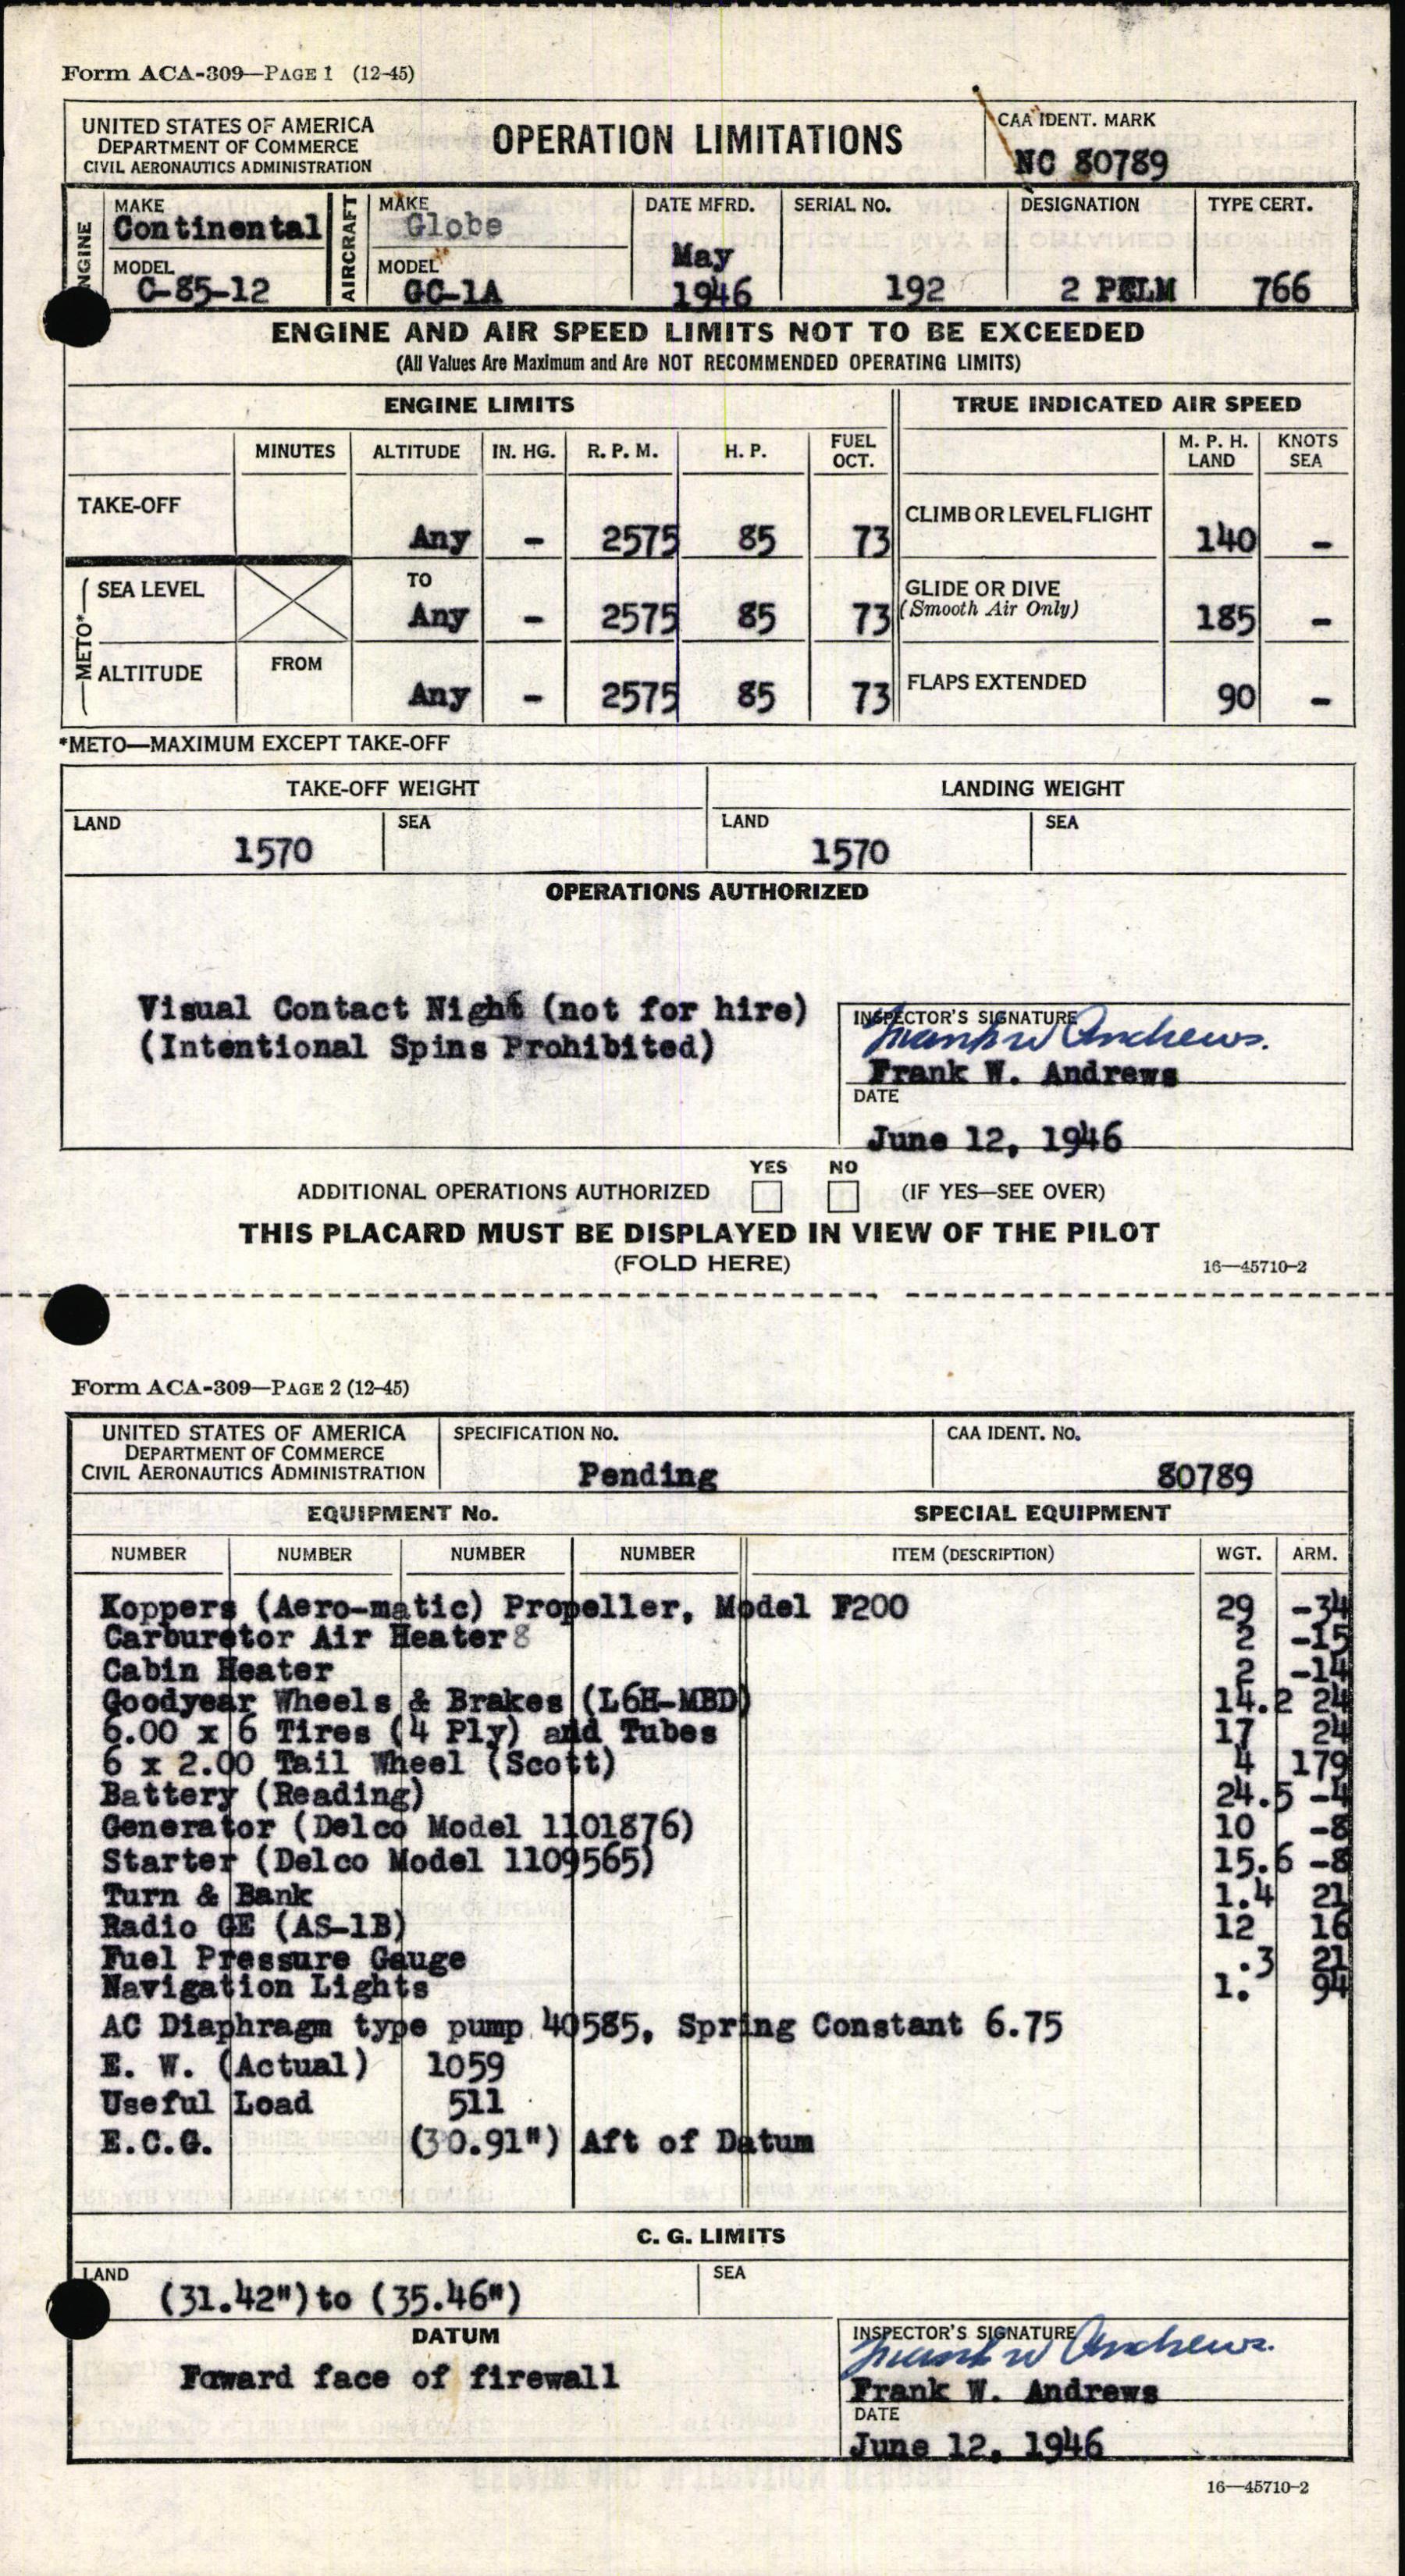 Form ACA-309—PAGE 1 (12-45)
UNITED STATES OF AMERICA
DEPARTMENT OF COMMERCE
CIVIL AERONAUTICS ADMINISTRATION
OPERATION LIMITATIONS
CAA IDENT. MARK
NC 80789
ENGINE
MAKE
Continental
MODEL
C-85-12
AIRCRAFT
MAKE
Globe
MODEL
GC-1A
DATE MFRD.
May
1946
SERIAL NO.
192
DESIGNATION
2 PELM
TYPE CERT.
766
ENGINE AND AIR SPEED LIMITS NOT TO BE EXCEEDED
(All Values Are Maximum and Are NOT RECOMMENDED OPERATING LIMITS)
ENGINE LIMITS TRUE INDICATED AIR SPEED
MINUTES ALTITUDE IN. HG. R. P. M. H. P. FUEL OCT. M. P. H. LAND KNOTS SEA
TAKE-OFF Any - 2575 85 73 CLIMB OR LEVEL FLIGHT 140 -
METO*
SEA LEVEL TO Any - 2575 85 73 GLIDE OR DIVE (Smooth Air Only) 185 -
ALTITUDE FROM Any - 2575 85 73 FLAPS EXTENDED 90 -
*METO—MAXIMUM EXCEPT TAKE-OFF
TAKE-OFF WEIGHT LANDING WEIGHT
LAND 1570 SEA LAND 1570 SEA
OPERATIONS AUTHORIZED
Visual Contact Night (not for hire)
(Intentional Spins Prohibited)
INSPECTOR'S SIGNATURE
Frank W Andrews.
Frank W. Andrews
DATE
June 12, 1946
ADDITIONAL OPERATIONS AUTHORIZED YES NO (IF YES—SEE OVER)
THIS PLACARD MUST BE DISPLAYED IN VIEW OF THE PILOT
(FOLD HERE)
16—45710-2
Form ACA-309—PAGE 2 (12-45)
UNITED STATES OF AMERICA
DEPARTMENT OF COMMERCE
CIVIL AERONAUTICS ADMINISTRATION
SPECIFICATION NO.
Pending
CAA IDENT. NO.
80789
EQUIPMENT No. SPECIAL EQUIPMENT
NUMBER NUMBER NUMBER NUMBER ITEM (DESCRIPTION) WGT. ARM.
Koppers (Aero-matic) Propeller, Model F200 29 -34
Carburetor Air Heater8 2 -15
Cabin Heater 2 -14
Goodyear Wheels & Brakes (L6H-MBD) 14.2 24
6.00 x 6 Tires (4 Ply) and Tubes 17 24
6 x 2.00 Tail Wheel (Scott) 4 179
Battery (Reading) 24.5 -4
Generator (Delco Model 1101876) 10 -8
Starter (Delco Model 1109565) 15.6 -8
Turn & Bank 1.4 21
Radio GE (AS-1B) 12 16
Fuel Pressure Gauge .3 21
Navigation Lights 1. 94
AC Diaphragm type pump 40585, Spring Constant 6.75
E. W. (Actual) 1059
Useful Load 511
E.C.G. (30.91") Aft of Datum
C. G. LIMITS
LAND
(31.42") to (35.46")
SEA
DATUM
Foward face of firewall
INSPECTOR'S SIGNATURE
Frank W Andrews.
Frank W. Andrews
DATE
June 12, 1946
16—45710-2